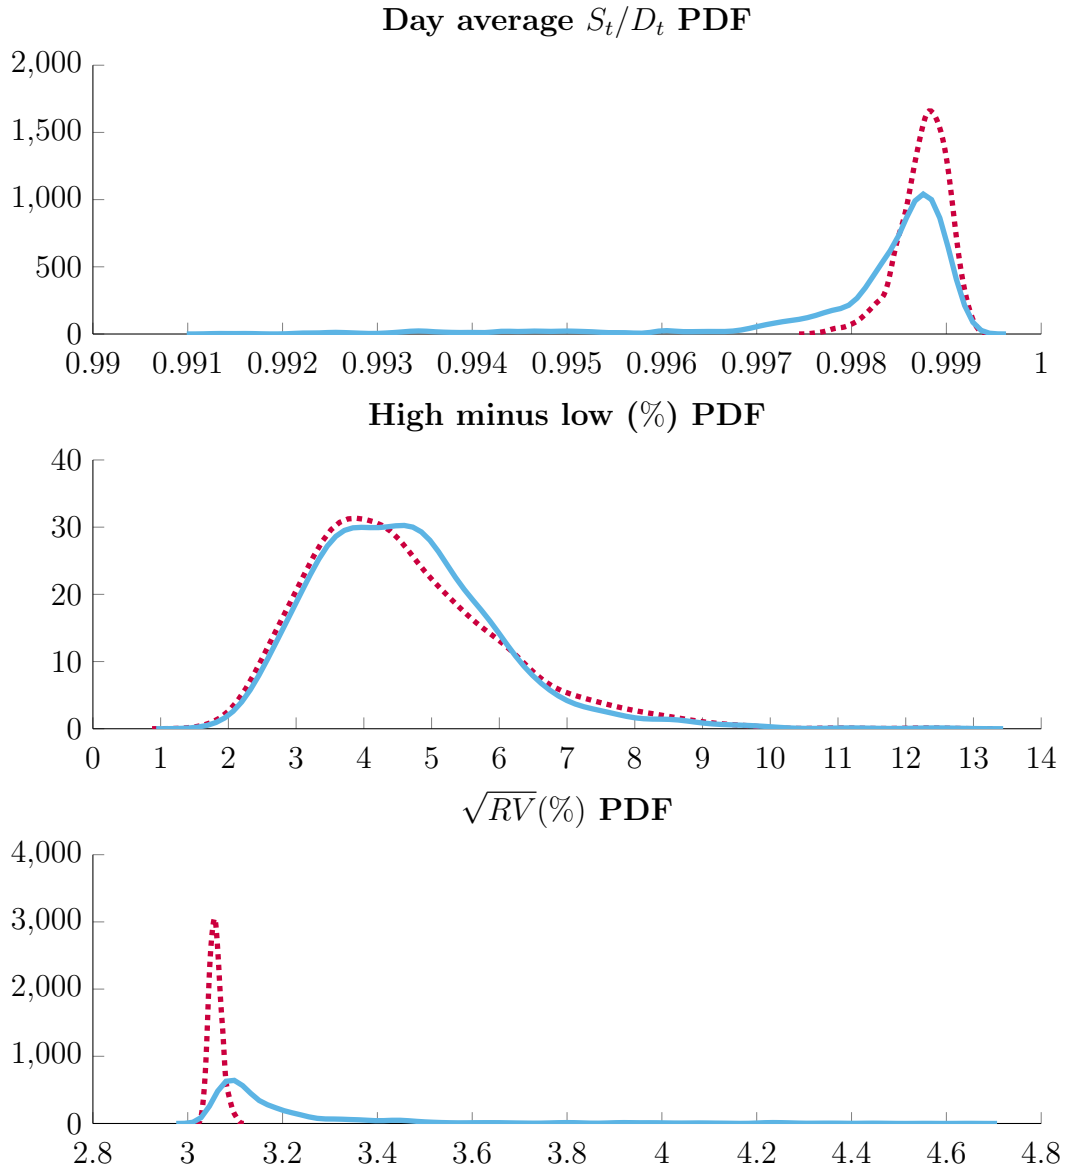 Day average S_t/D_t PDF
2,000
1,500
1,000
500
0
0.99 0.991 0.992 0.993 0.994 0.995 0.996 0.997 0.998 0.999 1
High minus low (%) PDF
40
30
20
10
0
0 1 2 3 4 5 6 7 8 9 10 11 12 13 14
√RV(%) PDF
4,000
3,000
2,000
1,000
0
2.8 3 3.2 3.4 3.6 3.8 4 4.2 4.4 4.6 4.8